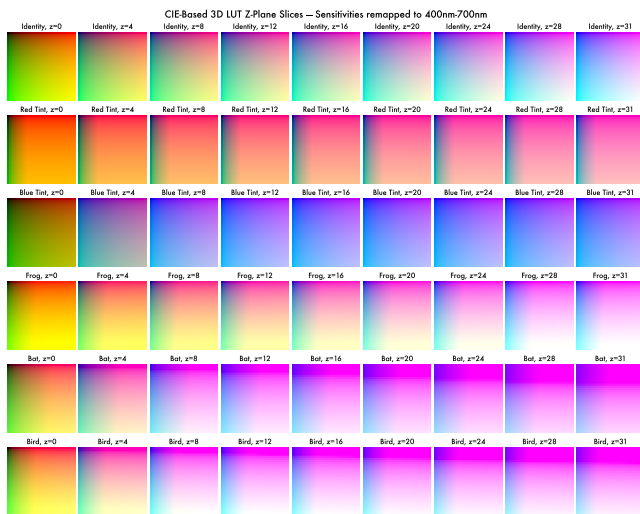 CIE-Based 3D LUT Z-Plane Slices — Sensitivities remapped to 400nm-700nm
Identity, z=0 Identity, z=4 Identity, z=8 Identity, z=12 Identity, z=16 Identity, z=20 Identity, z=24 Identity, z=28 Identity, z=31
Red Tint, z=0 Red Tint, z=4 Red Tint, z=8 Red Tint, z=12 Red Tint, z=16 Red Tint, z=20 Red Tint, z=24 Red Tint, z=28 Red Tint, z=31
Blue Tint, z=0 Blue Tint, z=4 Blue Tint, z=8 Blue Tint, z=12 Blue Tint, z=16 Blue Tint, z=20 Blue Tint, z=24 Blue Tint, z=28 Blue Tint, z=31
Frog, z=0 Frog, z=4 Frog, z=8 Frog, z=12 Frog, z=16 Frog, z=20 Frog, z=24 Frog, z=28 Frog, z=31
Bat, z=0 Bat, z=4 Bat, z=8 Bat, z=12 Bat, z=16 Bat, z=20 Bat, z=24 Bat, z=28 Bat, z=31
Bird, z=0 Bird, z=4 Bird, z=8 Bird, z=12 Bird, z=16 Bird, z=20 Bird, z=24 Bird, z=28 Bird, z=31